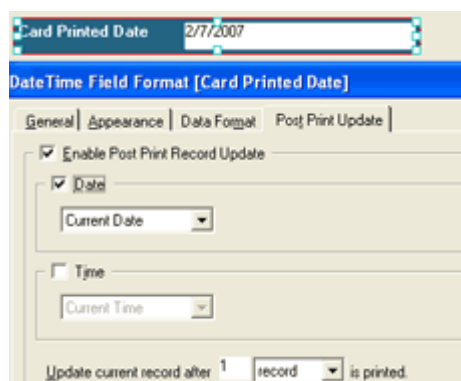 Card Printed Date 2/7/2007
DateTime Field Format [Card Printed Date]
General Appearance Data Format Post Print Update
Enable Post Print Record Update
Date
Current Date
Time
Current Time
Update current record after 1 record is printed.